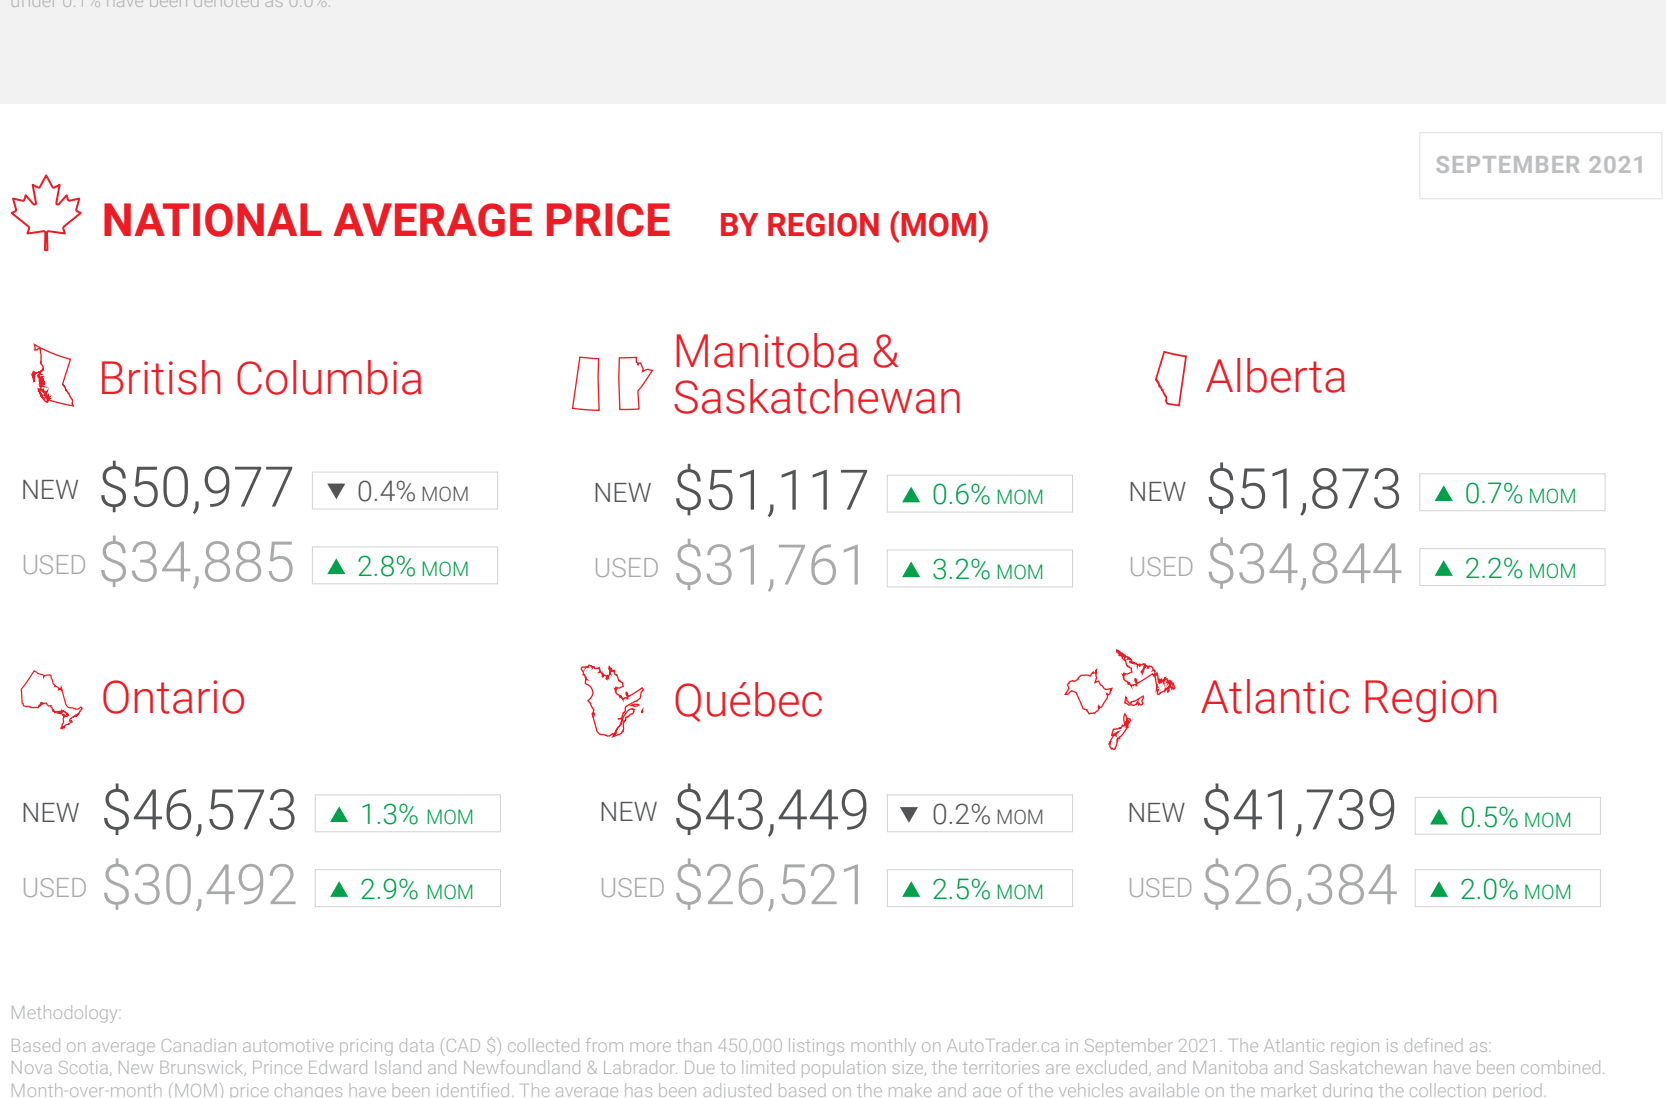 under 0.1% have been denoted as 0.0%.
SEPTEMBER 2021
NATIONAL AVERAGE PRICE BY REGION (MOM)
British Columbia
NEW $50,977 ▼ 0.4% MOM
USED $34,885 ▲ 2.8% MOM
Manitoba &
Saskatchewan
NEW $51,117 ▲ 0.6% MOM
USED $31,761 ▲ 3.2% MOM
Alberta
NEW $51,873 ▲ 0.7% MOM
USED $34,844 ▲ 2.2% MOM
Ontario
NEW $46,573 ▲ 1.3% MOM
USED $30,492 ▲ 2.9% MOM
Québec
NEW $43,449 ▼ 0.2% MOM
USED $26,521 ▲ 2.5% MOM
Atlantic Region
NEW $41,739 ▲ 0.5% MOM
USED $26,384 ▲ 2.0% MOM
Methodology:
Based on average Canadian automotive pricing data (CAD $) collected from more than 450,000 listings monthly on AutoTrader.ca in September 2021. The Atlantic region is defined as:
Nova Scotia, New Brunswick, Prince Edward Island and Newfoundland & Labrador. Due to limited population size, the territories are excluded, and Manitoba and Saskatchewan have been combined.
Month-over-month (MOM) price changes have been identified. The average has been adjusted based on the make and age of the vehicles available on the market during the collection period.